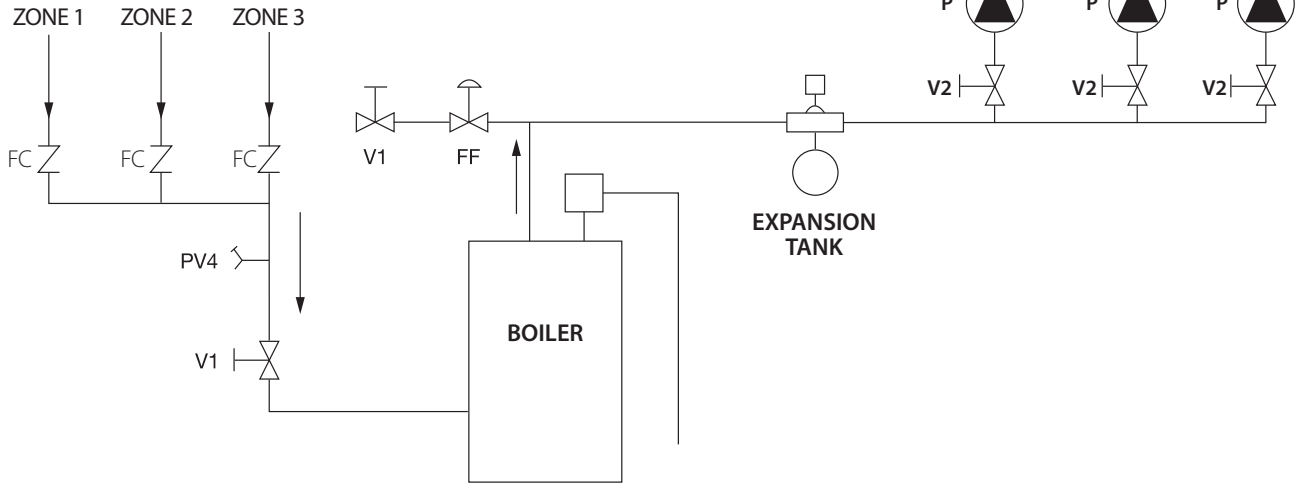 ZONE 1
ZONE 2
ZONE 3
P
P
P
V2
V2
V2
V1
FF
FC
FC
FC
EXPANSION
TANK
PV4
BOILER
V1